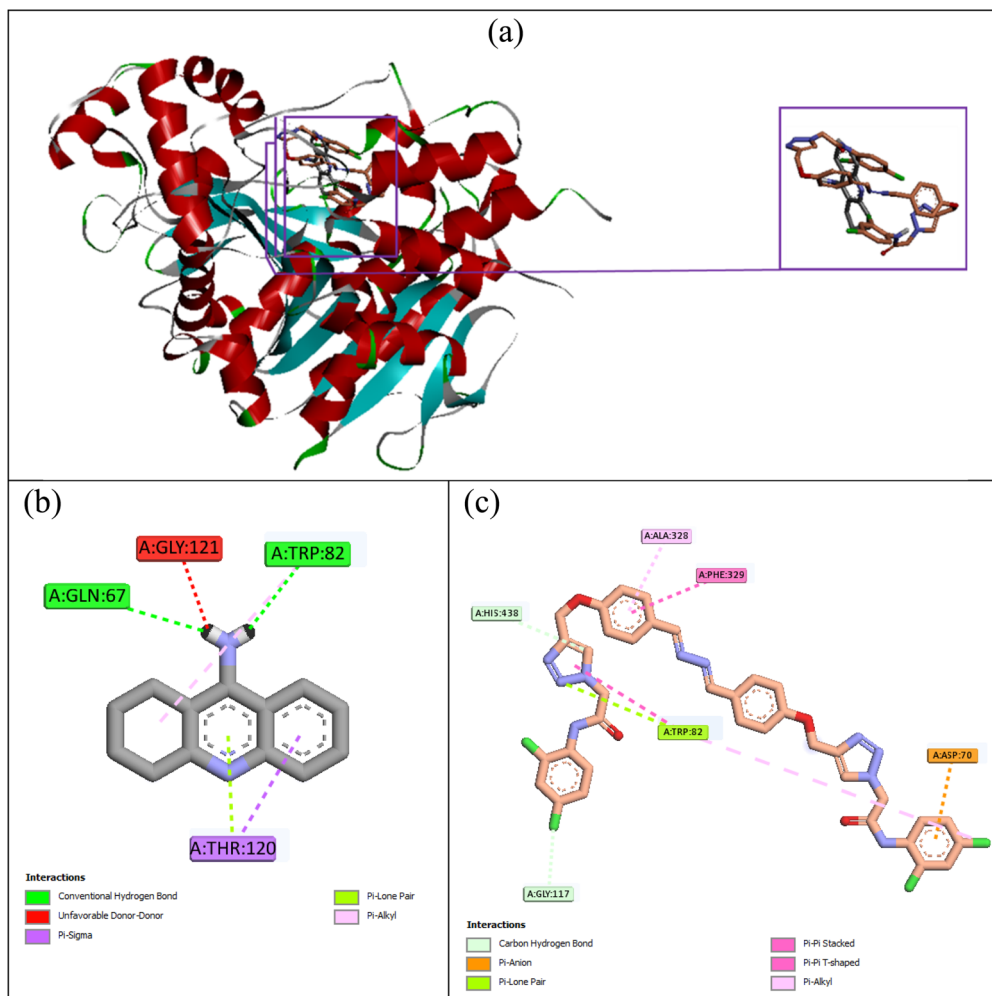 (a)
(b)
A:GLY:121
A:TRP:82
A:GLN:67
A:THR:120
Interactions
Conventional Hydrogen Bond
Unfavorable Donor-Donor
Pi-Sigma
Pi-Lone Pair
Pi-Alkyl
(c)
A:ALA:328
A:PHE:329
A:HIS:438
A:TRP:82
A:ASP:70
A:GLY:117
Interactions
Carbon Hydrogen Bond
Pi-Anion
Pi-Lone Pair
Pi-Pi Stacked
Pi-Pi T-shaped
Pi-Alkyl